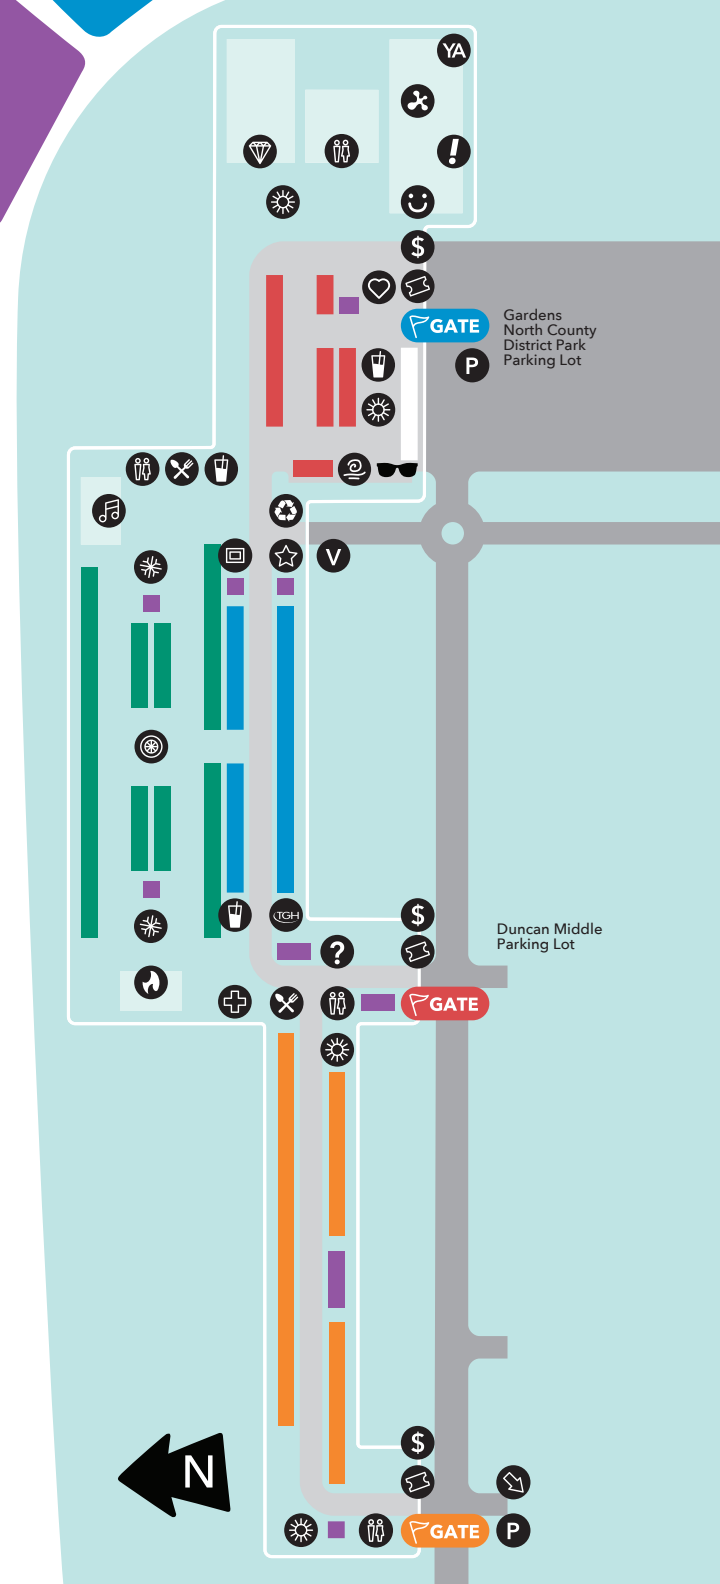 YA
!
$
GATE
Gardens
North County
District Park
Parking Lot
P
V
TGH
$
Duncan Middle
Parking Lot
?
GATE
$
N
GATE
P